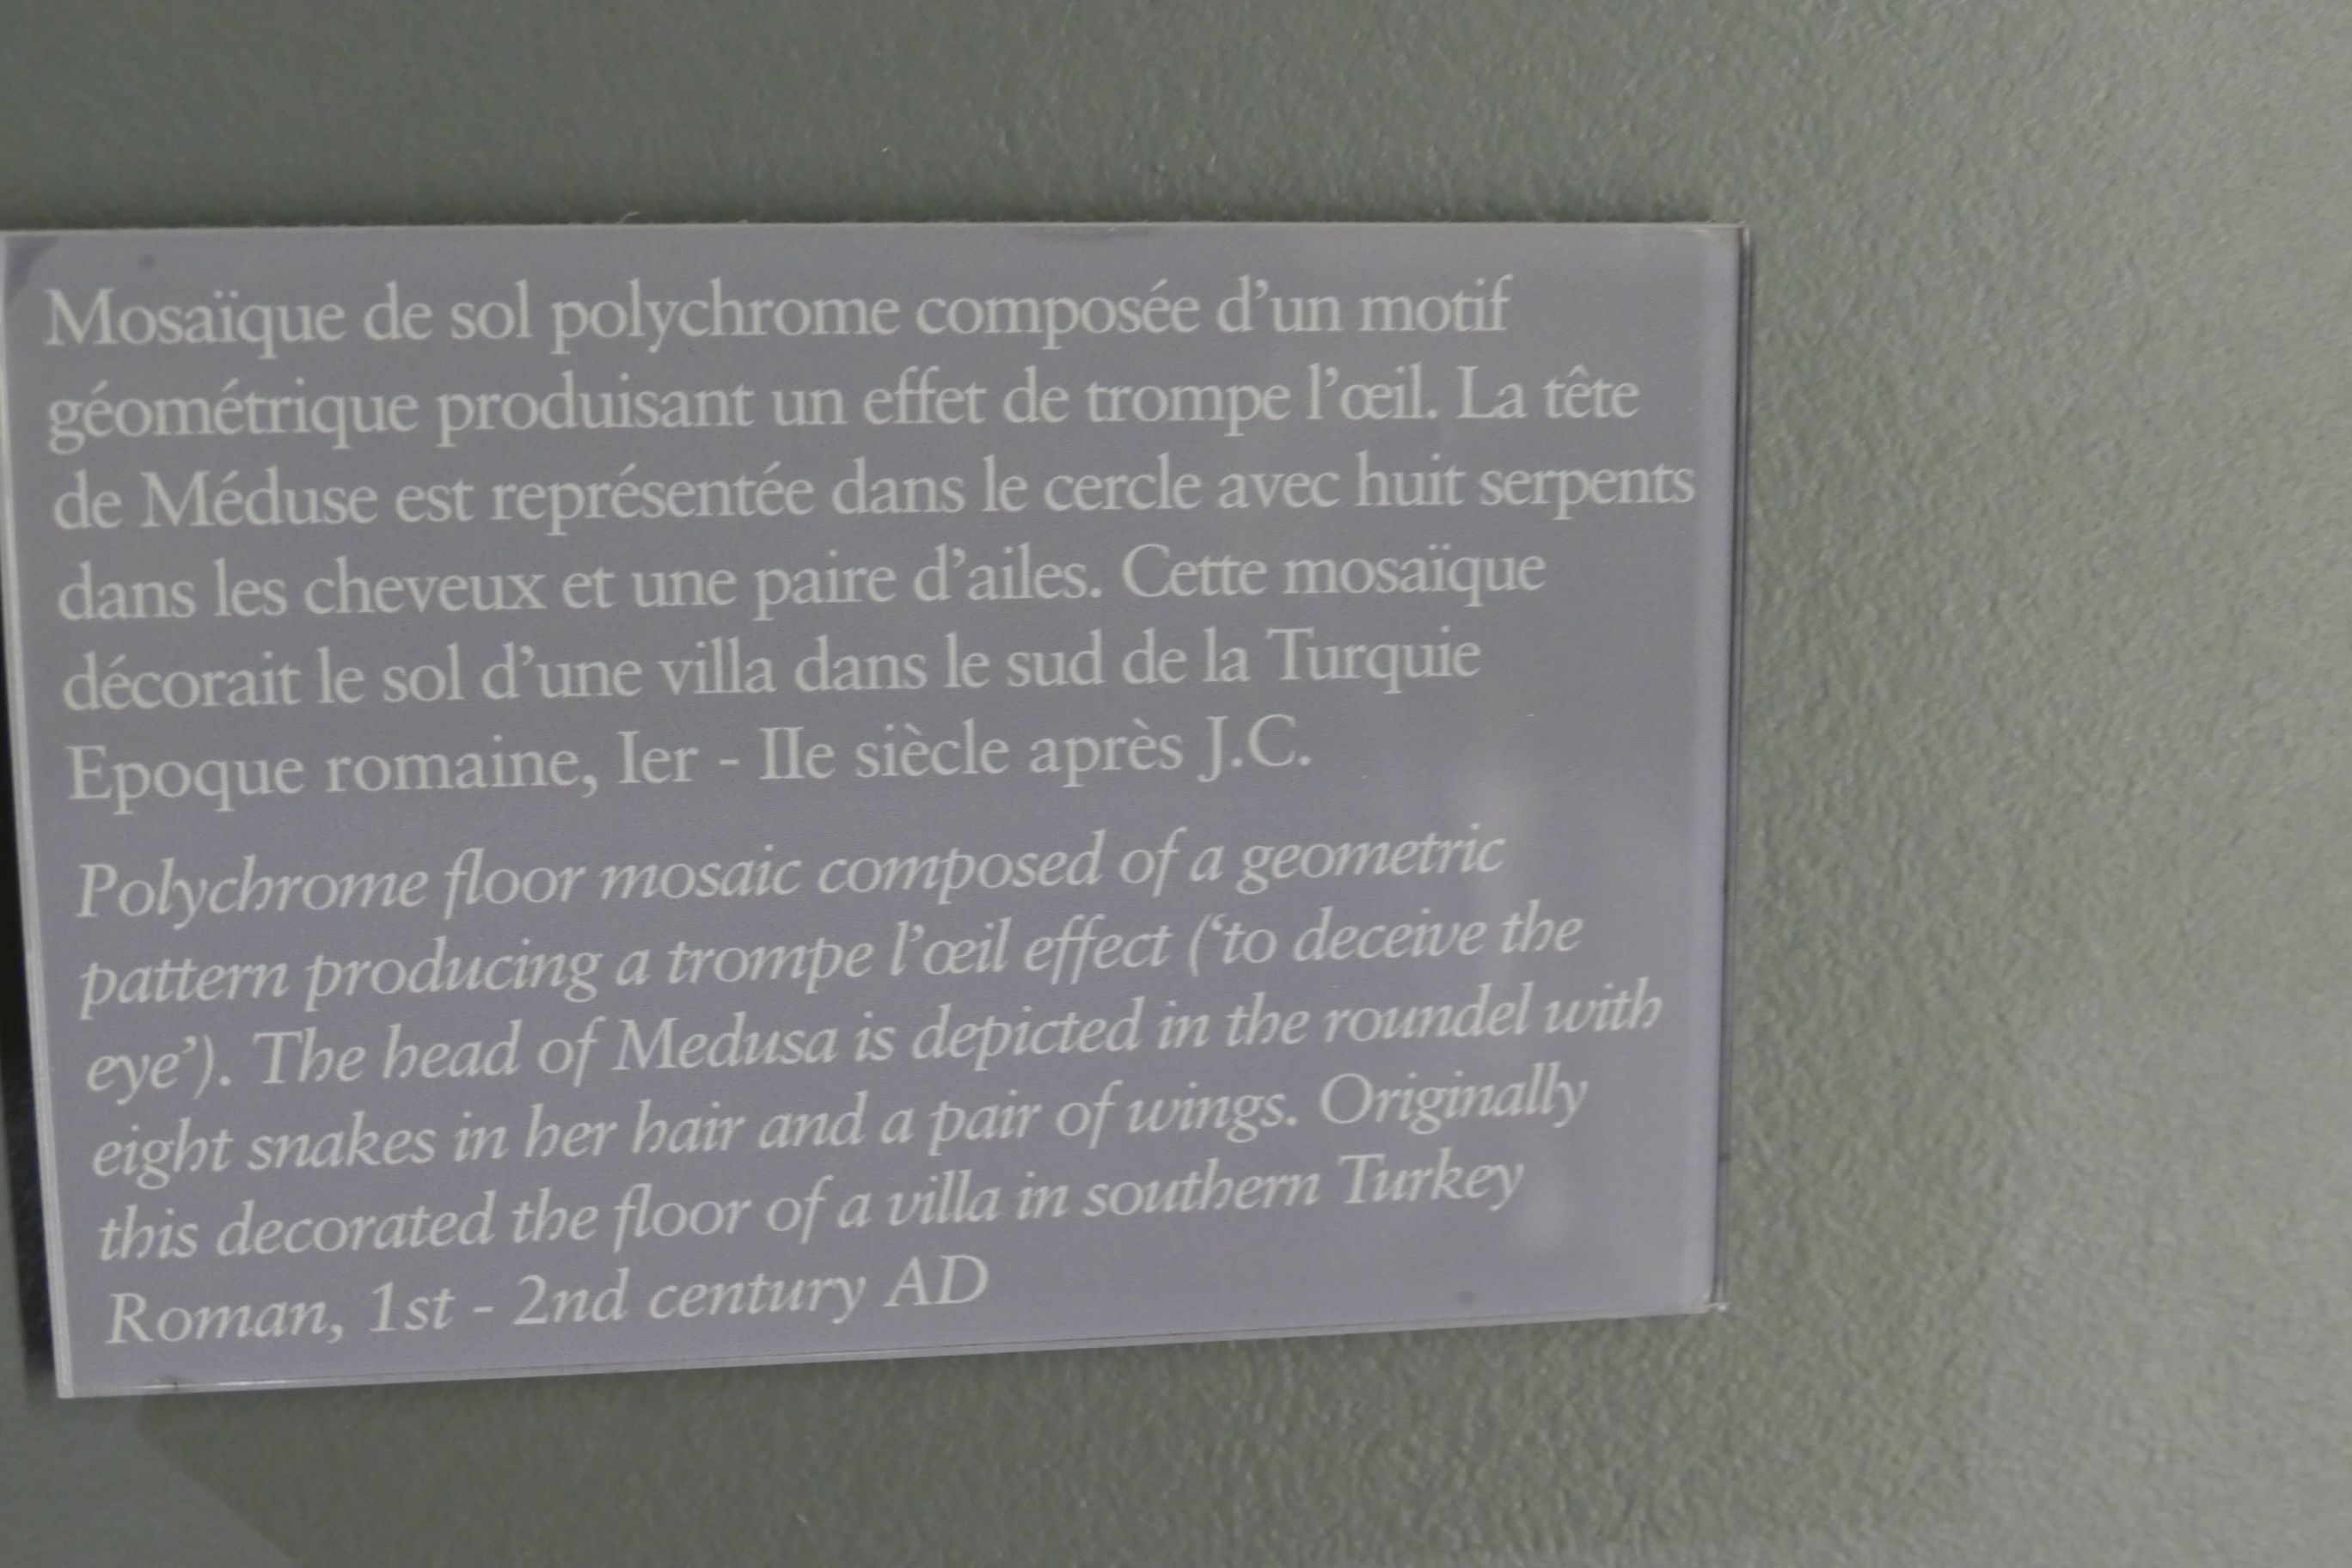 Mosaïque de sol polychrome composée d’un motif
géométrique produisant un effet de trompe l’œil. La tête
de Méduse est représentée dans le cercle avec huit serpents
dans les cheveux et une paire d’ailes. Cette mosaïque
décorait le sol d’une villa dans le sud de la Turquie
Epoque romaine, Ier - IIe siècle après J.C.
Polychrome floor mosaic composed of a geometric
pattern producing a trompe l’œil effect (‘to deceive the
eye’). The head of Medusa is depicted in the roundel with
eight snakes in her hair and a pair of wings. Originally
this decorated the floor of a villa in southern Turkey
Roman, 1st - 2nd century AD